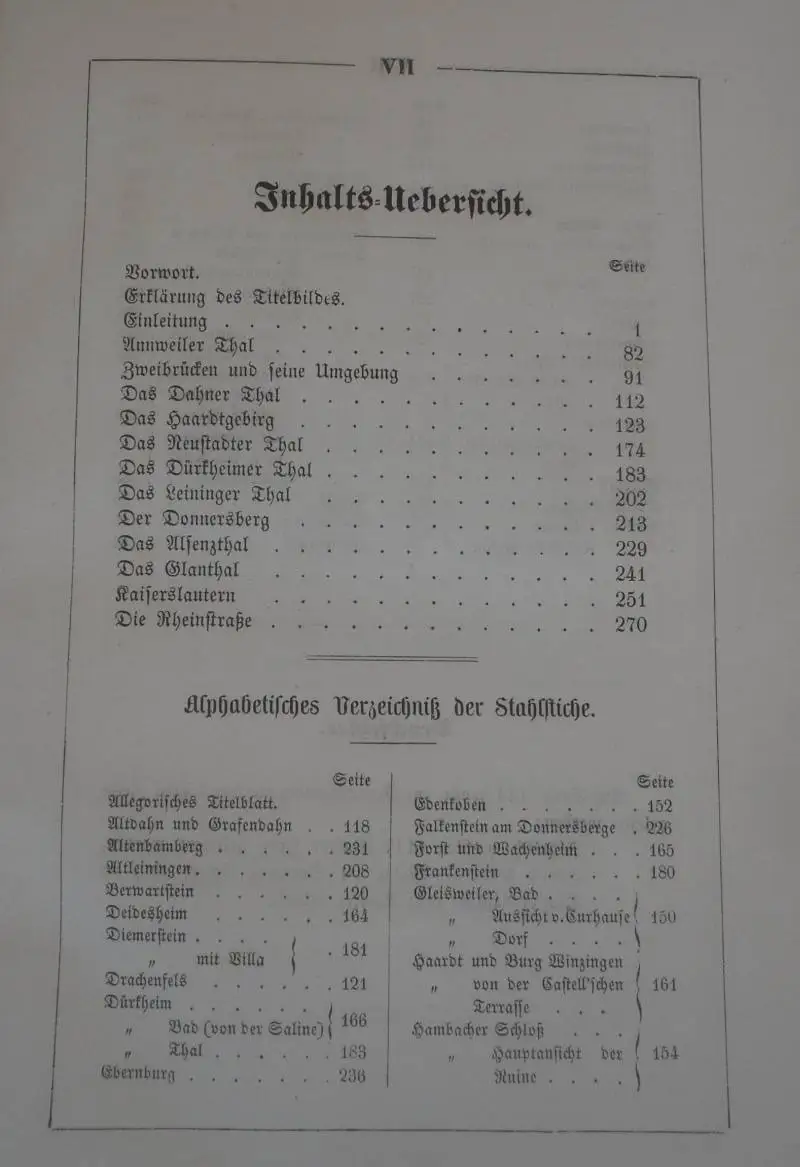 VII
Inhalts-Uebersicht.
Seite
Vorwort.
Erklärung des Titelbildes.
Einleitung . . . . . . . . . . . . . . 1
Annweiler Thal . . . . . . . . . . . . 82
Zweibrücken und seine Umgebung . . . . . . . 91
Das Dahner Thal . . . . . . . . . . . 112
Das Haardtgebirg . . . . . . . . . . . 123
Das Neustadter Thal . . . . . . . . . . 174
Das Dürkheimer Thal . . . . . . . . . . 183
Das Leininger Thal . . . . . . . . . . 202
Der Donnersberg . . . . . . . . . . . 213
Das Alsenzthal . . . . . . . . . . . . 229
Das Glanthal . . . . . . . . . . . . 241
Kaiserslautern . . . . . . . . . . . . 251
Die Rheinstraße . . . . . . . . . . . . 270
Alphabetisches Verzeichniß der Stahlstiche.
Seite
Allegorisches Titelblatt.
Altdahn und Grafendahn . . 118
Altenbamberg . . . . . . 231
Altleiningen . . . . . . . 208
Berwartstein . . . . . . 120
Deidesheim . . . . . . 164
Diemerstein . . . .
„ mit Villa . 181
Drachenfels . . . . . . 121
Dürkheim . . . . . .
„ Bad (von der Saline) 166
„ Thal . . . . . . 183
Ebernburg . . . . . . . 236
Seite
Edenkoben . . . . . . . 152
Falkenstein am Donnersberge . 226
Forst und Wachenheim . . . 165
Frankenstein . . . . . . 180
Gleisweiler, Bad . . . .
„ Aussicht v. Curhause 150
„ Dorf . . . .
Haardt und Burg Winzingen
„ von der Castell'schen 161
Terrasse . . .
Hambacher Schloß . . .
„ Hauptansicht der 154
Ruine . . . .